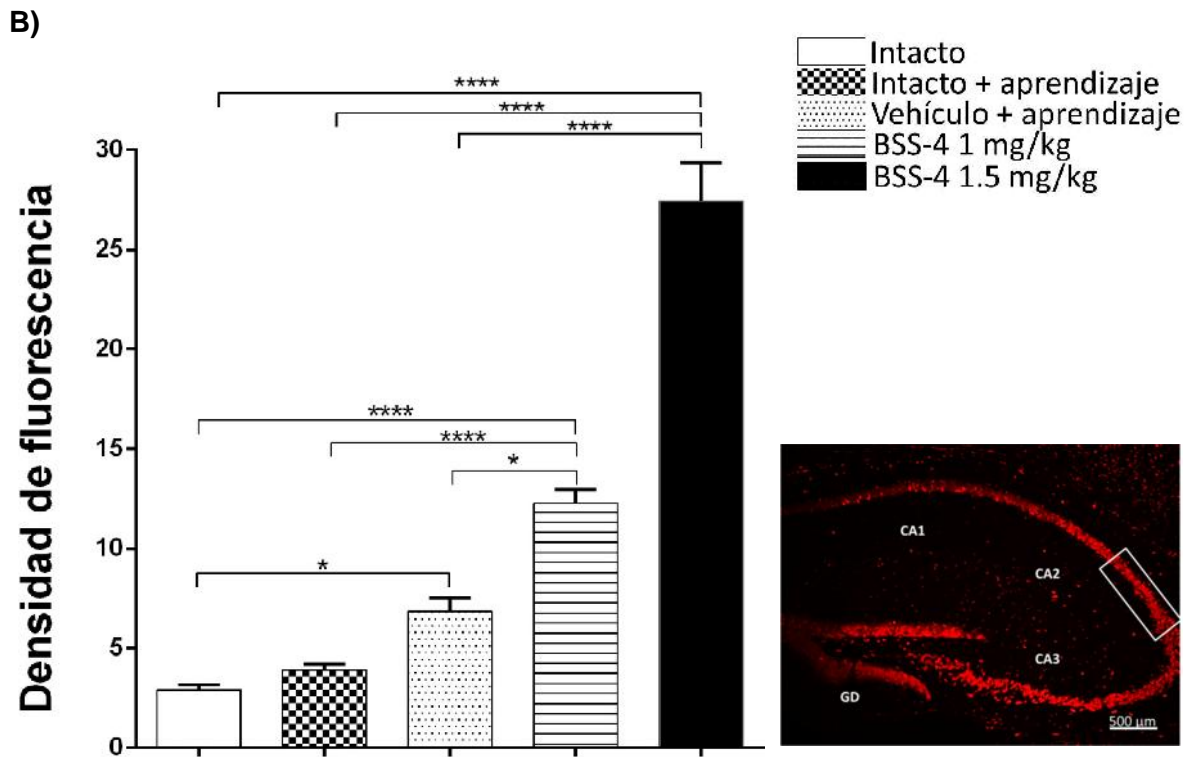 B)
Intacto
Intacto + aprendizaje
Vehículo + aprendizaje
BSS-4 1 mg/kg
BSS-4 1.5 mg/kg
Densidad de fluorescencia
30
25
20
15
10
5
0
****
****
****
****
****
*
*
CA1
CA2
CA3
GD
500 µm